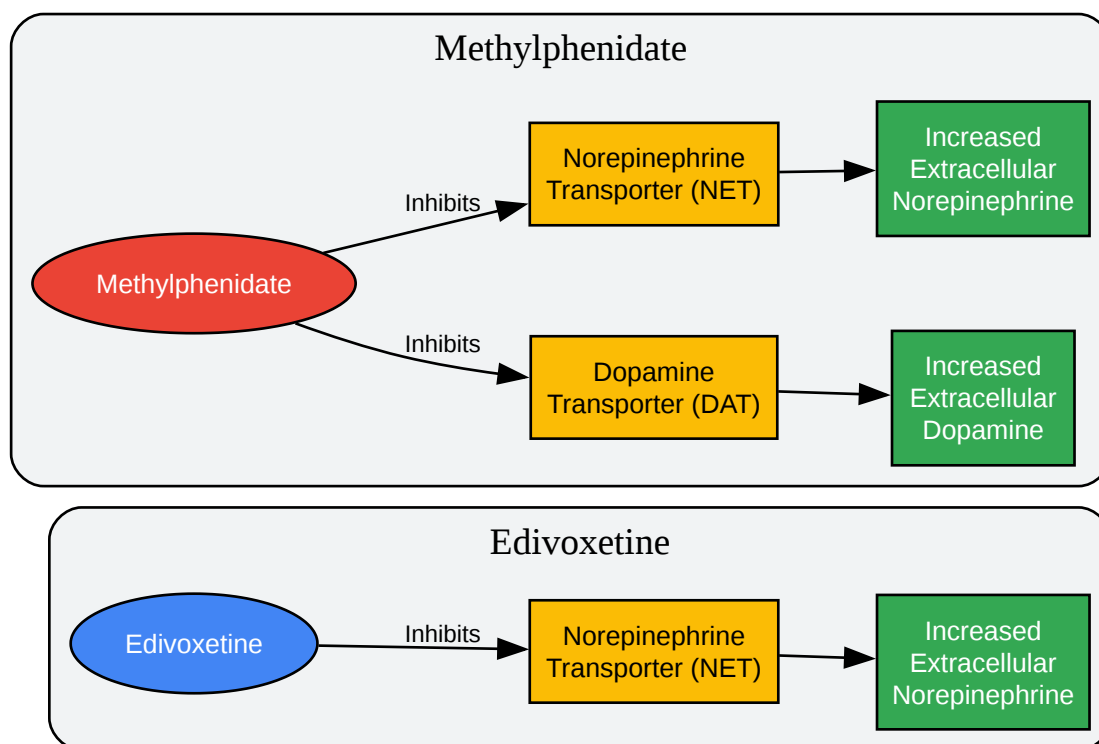 Methylphenidate
Methylphenidate
Inhibits
Norepinephrine
Transporter (NET)
Increased
Extracellular
Norepinephrine
Inhibits
Dopamine
Transporter (DAT)
Increased
Extracellular
Dopamine
Edivoxetine
Edivoxetine
Inhibits
Norepinephrine
Transporter (NET)
Increased
Extracellular
Norepinephrine